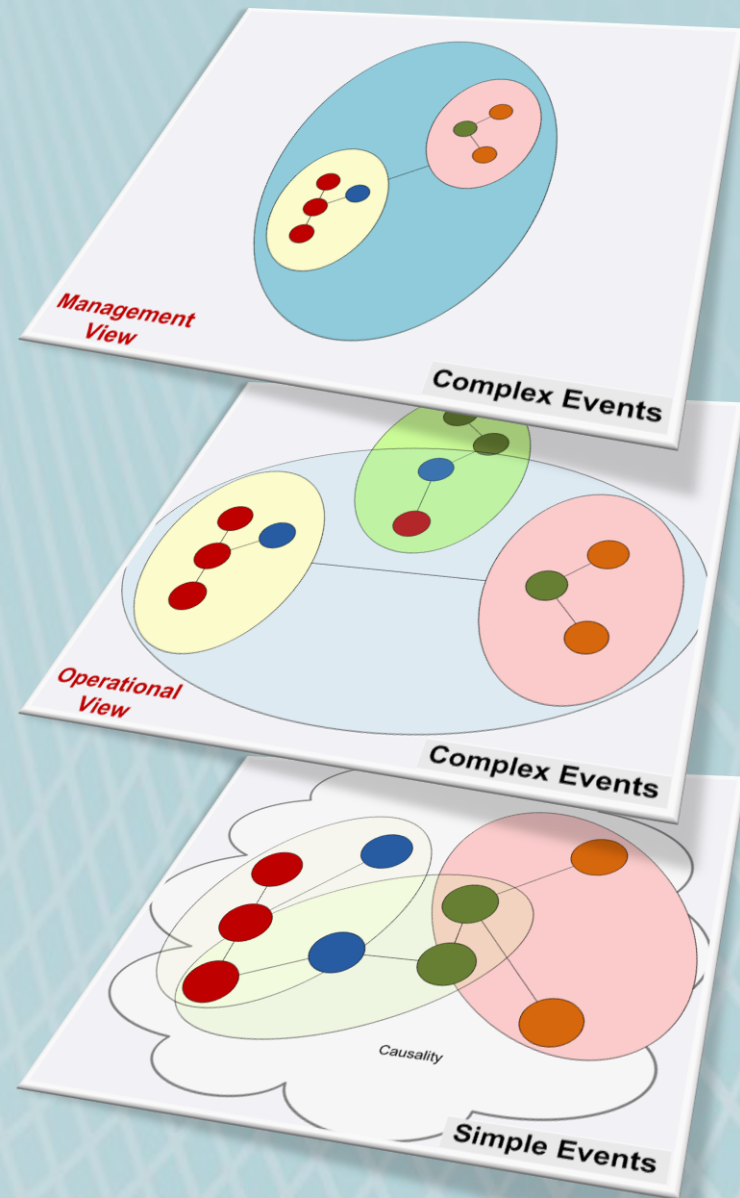 Management
View
Complex Events
Operational
View
Complex Events
Causality
Simple Events